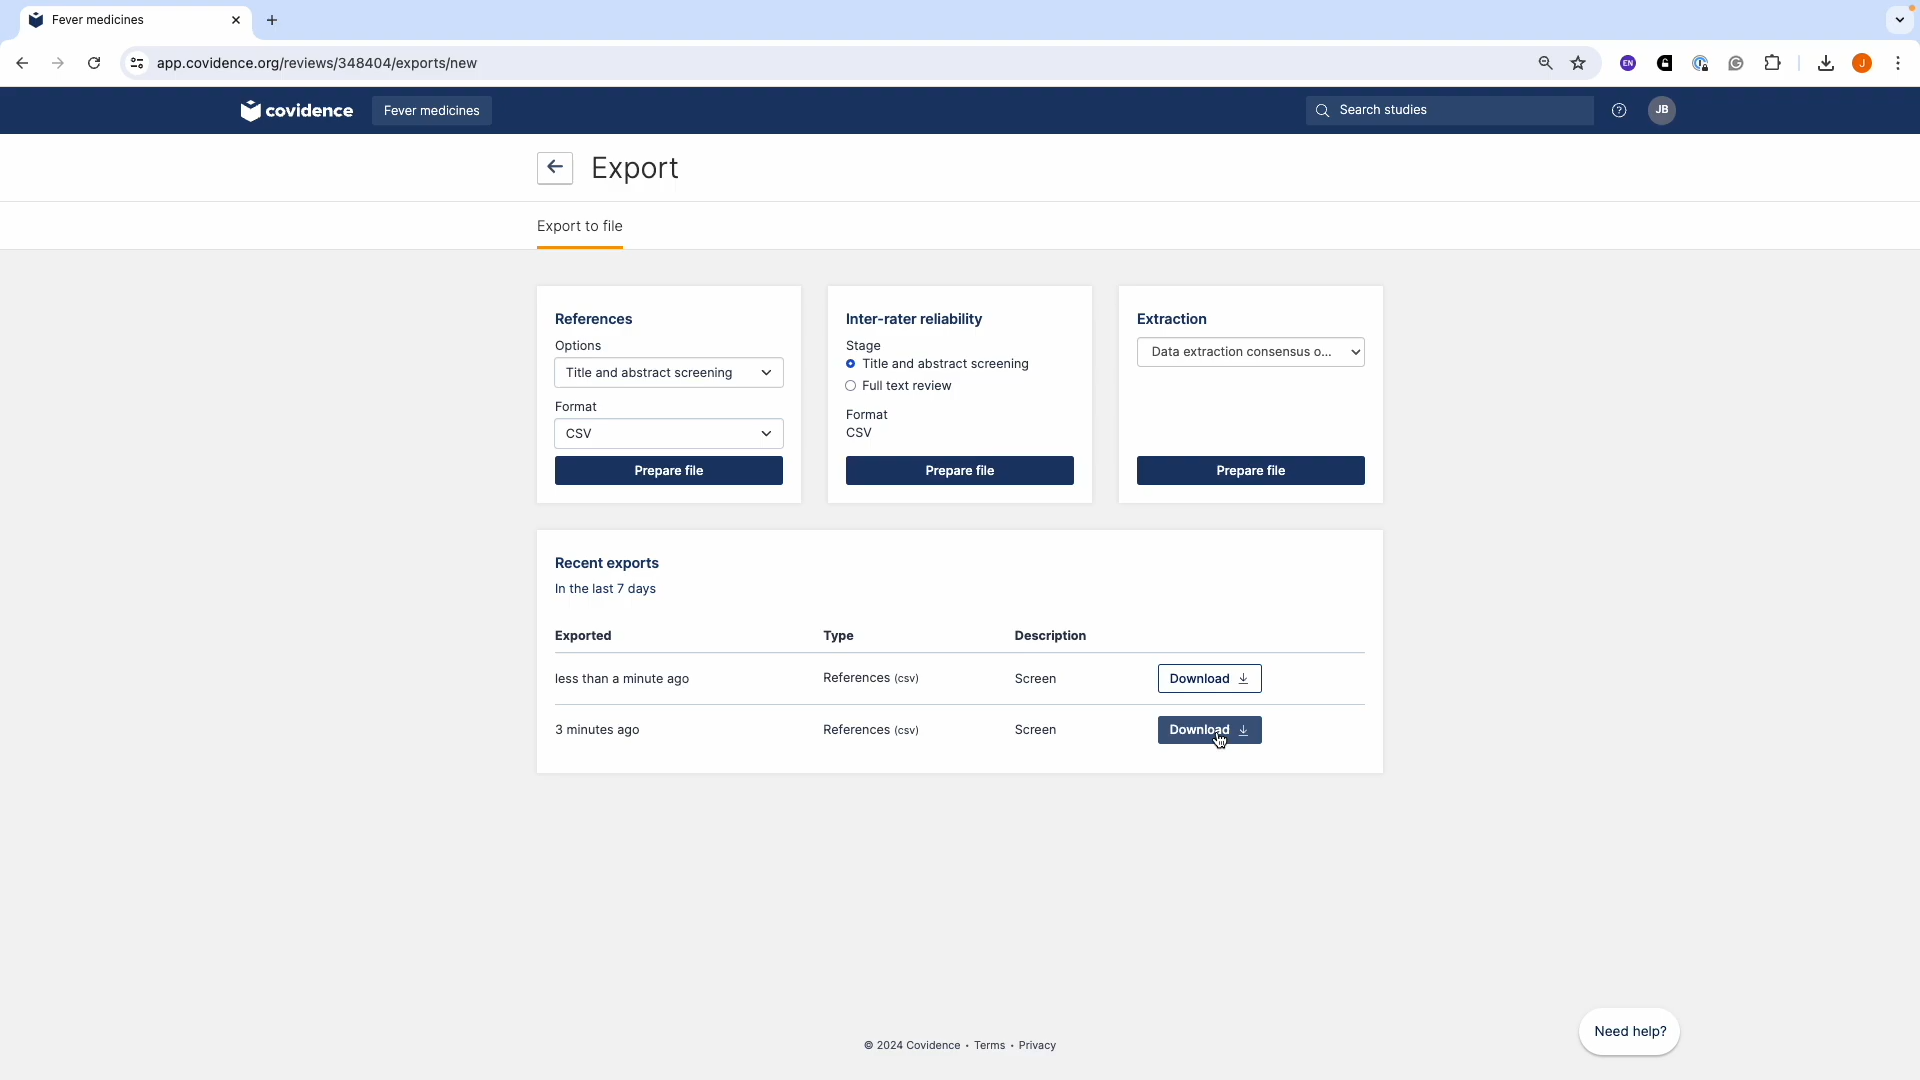 Fever medicines
app.covidence.org/reviews/348404/exports/new
EN
J
covidence
Fever medicines
Search studies
JB
Export
Export to file
References
Options
Title and abstract screening
Format
CSV
Prepare file
Inter-rater reliability
Stage
Title and abstract screening
Full text review
Format
CSV
Prepare file
Extraction
Data extraction consensus o...
Prepare file
Recent exports
In the last 7 days
Exported Type Description
less than a minute ago References (csv) Screen Download
3 minutes ago References (csv) Screen Download
Need help?
© 2024 Covidence • Terms • Privacy